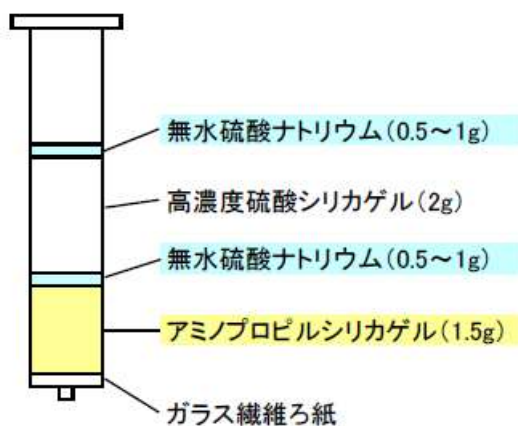 無水硫酸ナトリウム(0.5～1g)
高濃度硫酸シリカゲル(2g)
無水硫酸ナトリウム(0.5～1g)
アミノプロピルシリカゲル(1.5g)
ガラス繊維ろ紙